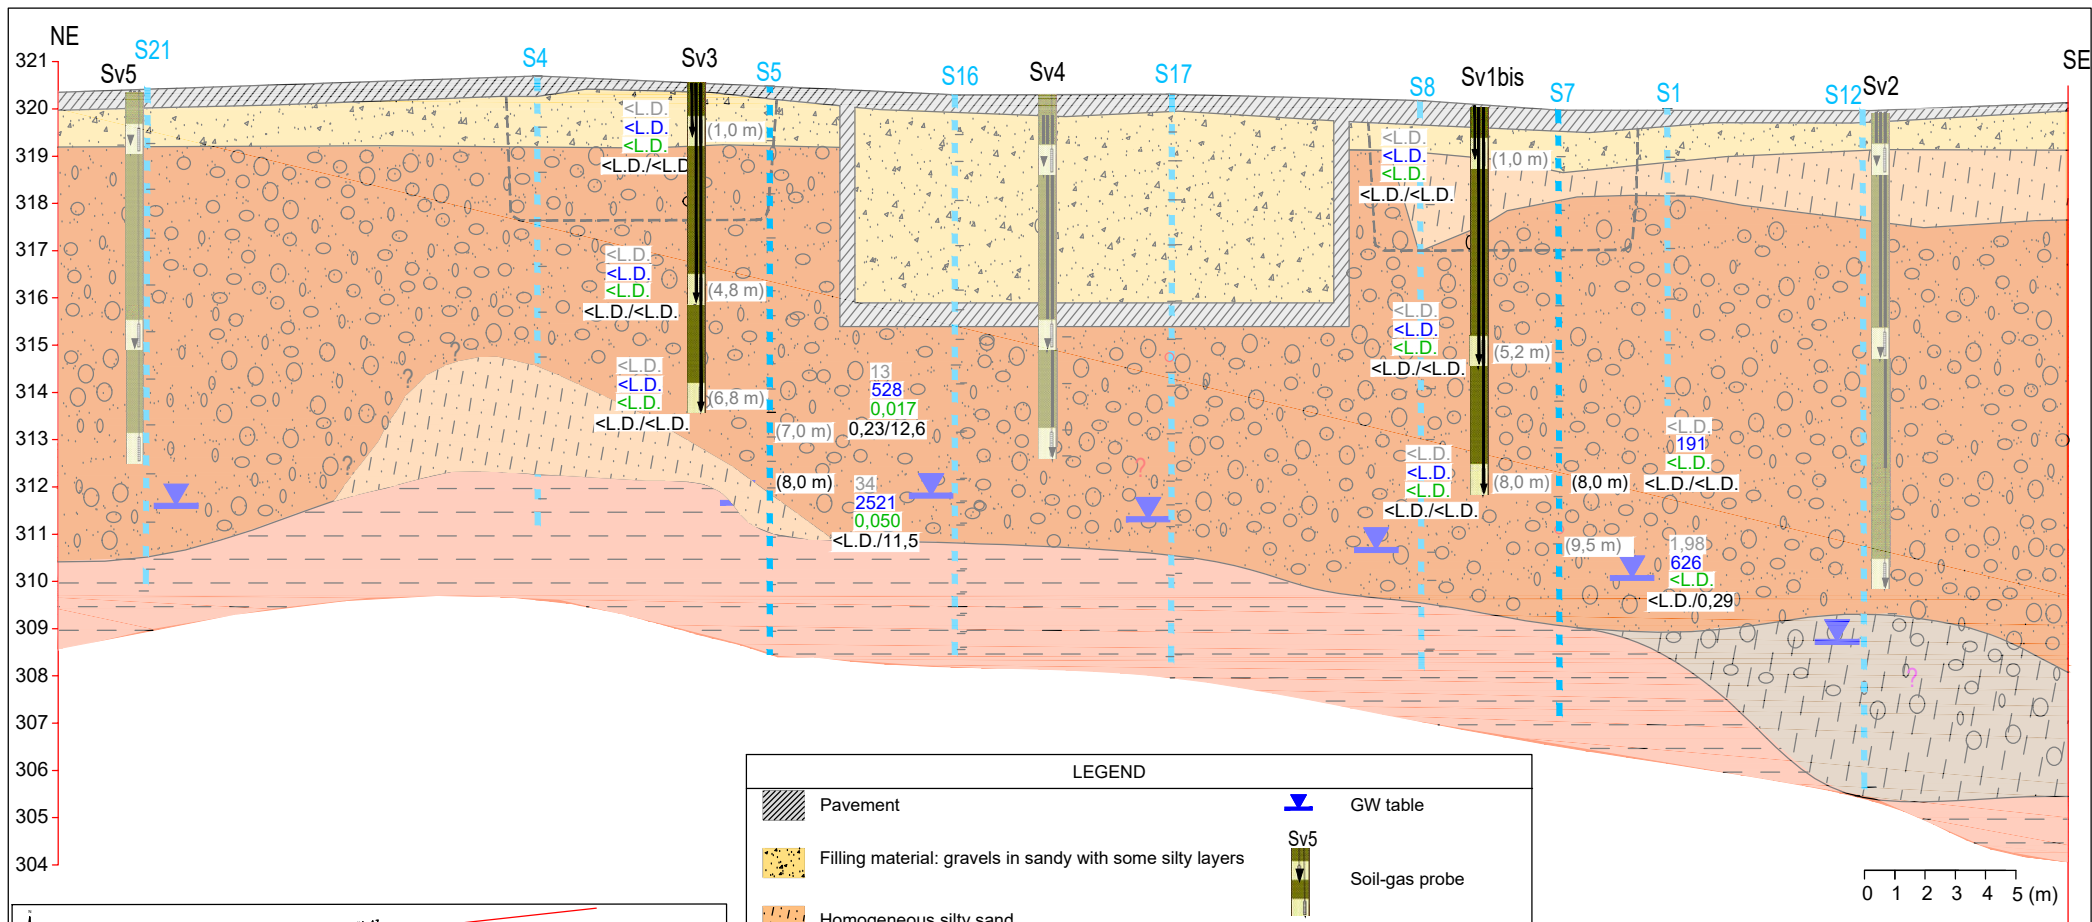 NE
SE
S21
S4
Sv3
S5
S16
Sv4
S17
S8
Sv1bis
S7
S1
S12
Sv2
Sv5
321
320
319
318
317
316
315
314
313
312
311
310
309
308
307
306
305
304
<L.D.
<L.D.
<L.D.
<L.D./<L.D
(1,0 m)
<L.D.
<L.D.
<L.D.
<L.D./<L.D.
(4,8 m)
<L.D.
<L.D.
<L.D.
<L.D./<L.D.
(6,8 m)
(7,0 m)
13
528
0,017
0,23/12,6
(8,0 m)
34
2521
0,050
<L.D./11,5
<L.D.
<L.D.
<L.D.
<L.D./<L.D.
(1,0 m)
<L.D.
<L.D.
<L.D.
<L.D./<L.D.
(5,2 m)
<L.D.
<L.D.
<L.D.
<L.D./<L.D.
(8,0 m)
(8,0 m)
<L.D.
191
<L.D.
<L.D./<L.D.
(9,5 m)
1,98
626
<L.D.
<L.D./0,29
?
?
?
?
?
LEGEND
Pavement
GW table
Filling material: gravels in sandy with some silty layers
Sv5
Soil-gas probe
Homogeneous silty sand
0 1 2 3 4 5 (m)